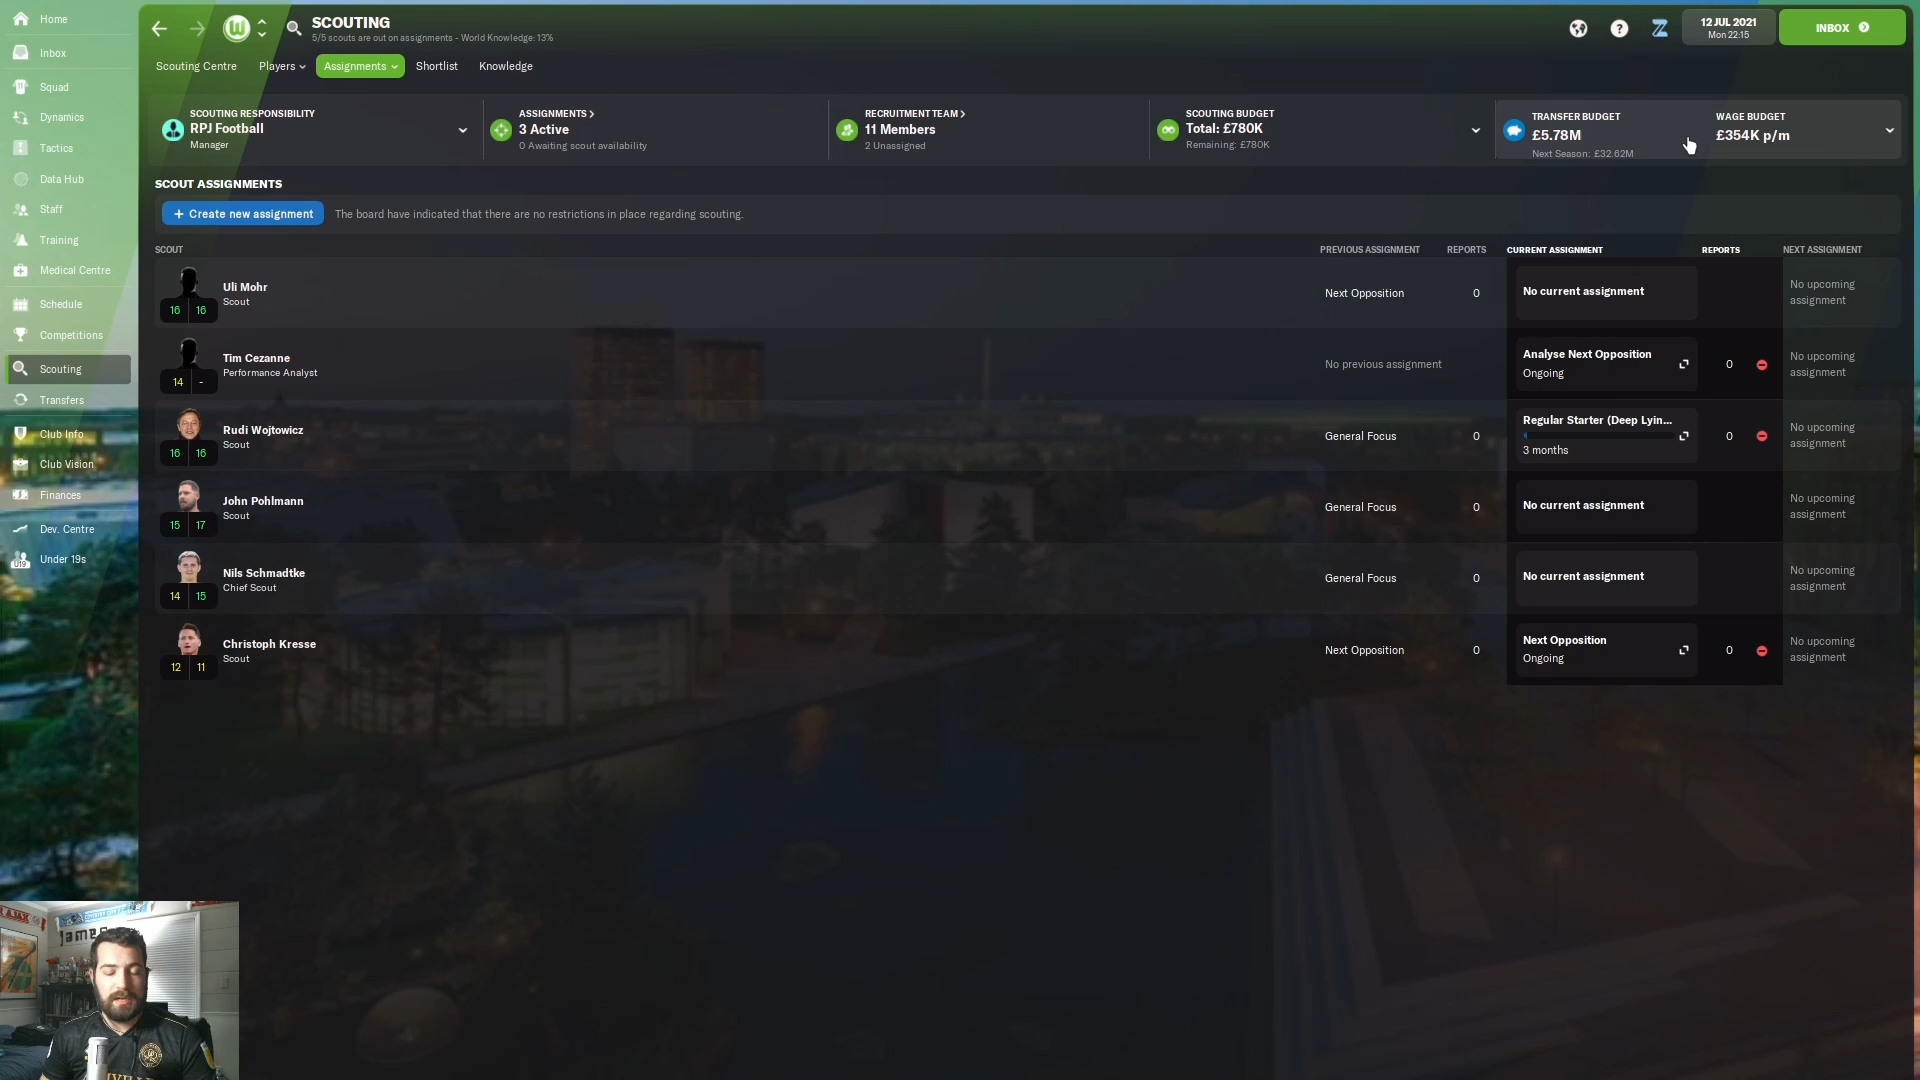 Home
Inbox
Squad
Dynamics
Tactics
Data Hub
Staff
Training
Medical Centre
Schedule
Competitions
Scouting
Transfers
Club Info
Club Vision
Finances
Dev. Centre
U19
Under 19s
SCOUTING
5/5 scouts are out on assignments - World Knowledge: 13%
12 JUL 2021
Mon 22:15
INBOX
Scouting Centre
Players
Assignments
Shortlist
Knowledge
SCOUTING RESPONSIBILITY
RPJ Football
Manager
ASSIGNMENTS >
3 Active
0 Awaiting scout availability
RECRUITMENT TEAM >
11 Members
2 Unassigned
SCOUTING BUDGET
Total: £780K
Remaining: £780K
TRANSFER BUDGET
£5.78M
Next Season: £32.62M
WAGE BUDGET
£354K p/m
SCOUT ASSIGNMENTS
+ Create new assignment
The board have indicated that there are no restrictions in place regarding scouting.
SCOUT PREVIOUS ASSIGNMENT REPORTS CURRENT ASSIGNMENT REPORTS NEXT ASSIGNMENT
Uli Mohr
Scout
16 16
Next Opposition 0
No current assignment
No upcoming
assignment
Tim Cezanne
Performance Analyst
14 -
No previous assignment
Analyse Next Opposition
Ongoing
0
No upcoming
assignment
Rudi Wojtowicz
Scout
16 16
General Focus 0
Regular Starter (Deep Lyin...
3 months
0
No upcoming
assignment
John Pohlmann
Scout
15 17
General Focus 0
No current assignment
No upcoming
assignment
Nils Schmadtke
Chief Scout
14 15
General Focus 0
No current assignment
No upcoming
assignment
Christoph Kresse
Scout
12 11
Next Opposition 0
Next Opposition
Ongoing
0
No upcoming
assignment